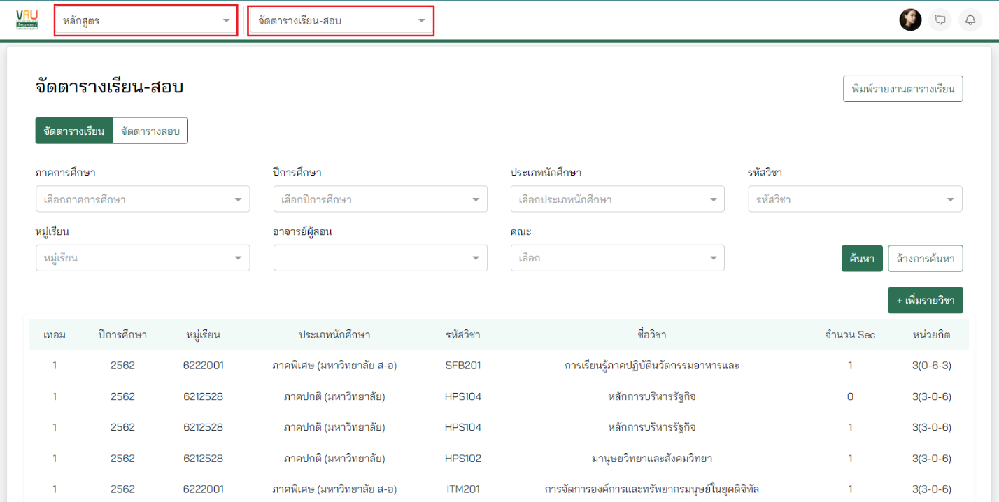 VRU
หลักสูตร
จัดตารางเรียน-สอบ
จัดตารางเรียน-สอบ
พิมพ์รายงานตารางเรียน
จัดตารางเรียน จัดตารางสอบ
ภาคการศึกษา ปีการศึกษา ประเภทนักศึกษา รหัสวิชา
เลือกภาคการศึกษา เลือกปีการศึกษา เลือกประเภทนักศึกษา รหัสวิชา
หมู่เรียน อาจารย์ผู้สอน คณะ
หมู่เรียน เลือก ค้นหา ล้างการค้นหา
+ เพิ่มรายวิชา
เทอม ปีการศึกษา หมู่เรียน ประเภทนักศึกษา รหัสวิชา ชื่อวิชา จำนวน Sec หน่วยกิต
1 2562 6222001 ภาคพิเศษ (มหาวิทยาลัย ส-อ) SFB201 การเรียนรู้ภาคปฏิบัตินวัตกรรมอาหารและ 1 3(0-6-3)
1 2562 6212528 ภาคปกติ (มหาวิทยาลัย) HPS104 หลักการบริหารรัฐกิจ 0 3(3-0-6)
1 2562 6212528 ภาคปกติ (มหาวิทยาลัย) HPS104 หลักการบริหารรัฐกิจ 1 3(3-0-6)
1 2562 6212528 ภาคปกติ (มหาวิทยาลัย) HPS102 มานุษยวิทยาและสังคมวิทยา 1 3(3-0-6)
1 2562 6222001 ภาคพิเศษ (มหาวิทยาลัย ส-อ) ITM201 การจัดการองค์การและทรัพยากรมนุษย์ในยุคดิจิทัล 1 3(3-0-6)